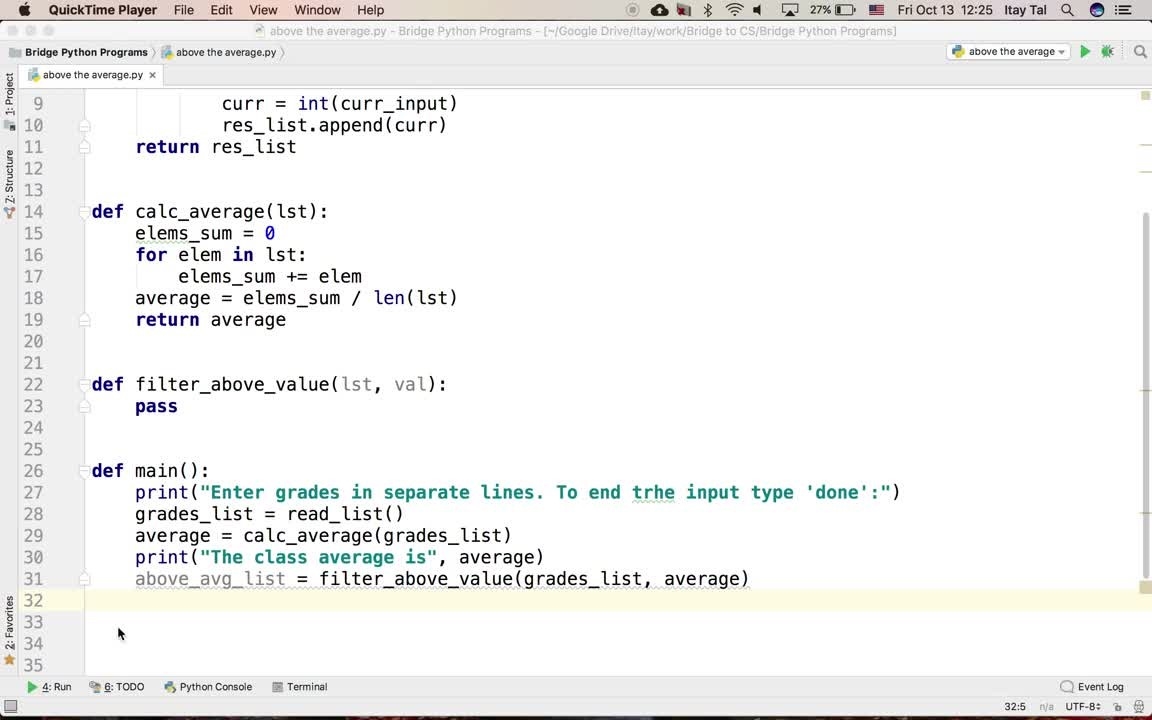 QuickTime Player File Edit View Window Help 27% Fri Oct 13 12:25 Itay Tal
above the average.py - Bridge Python Programs - [~/Google Drive/Itay/work/Bridge to CS/Bridge Python Programs]
Bridge Python Programs above the average.py above the average
above the average.py
1: Project
7: Structure
2: Favorites
9 curr = int(curr_input)
10 res_list.append(curr)
11 return res_list
12
13
14 def calc_average(lst):
15 elems_sum = 0
16 for elem in lst:
17 elems_sum += elem
18 average = elems_sum / len(lst)
19 return average
20
21
22 def filter_above_value(lst, val):
23 pass
24
25
26 def main():
27 print("Enter grades in separate lines. To end trhe input type 'done':")
28 grades_list = read_list()
29 average = calc_average(grades_list)
30 print("The class average is", average)
31 above_avg_list = filter_above_value(grades_list, average)
32
33
34
35
4: Run 6: TODO Python Console Terminal Event Log
32:5 n/a UTF-8